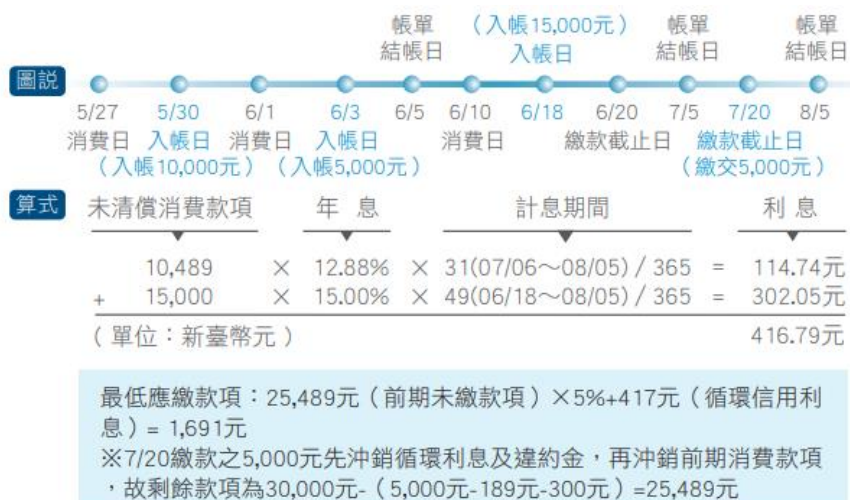 帳單 （入帳15,000元） 帳單 帳單
結帳日 入帳日 結帳日 結帳日
圖説
5/27 5/30 6/1 6/3 6/5 6/10 6/18 6/20 7/5 7/20 8/5
消費日 入帳日 消費日 入帳日 消費日 繳款截止日 繳款截止日
（入帳10,000元）（入帳5,000元） （繳交5,000元）
算式 未清償消費款項 年 息 計息期間 利 息
10,489 × 12.88% × 31(07/06～08/05) / 365 = 114.74元
+ 15,000 × 15.00% × 49(06/18～08/05) / 365 = 302.05元
（單位：新臺幣元） 416.79元
最低應繳款項：25,489元（前期未繳款項）×5%+417元（循環信用利
息）= 1,691元
※7/20繳款之5,000元先沖銷循環利息及違約金，再沖銷前期消費款項
，故剩餘款項為30,000元-（5,000元-189元-300元）=25,489元